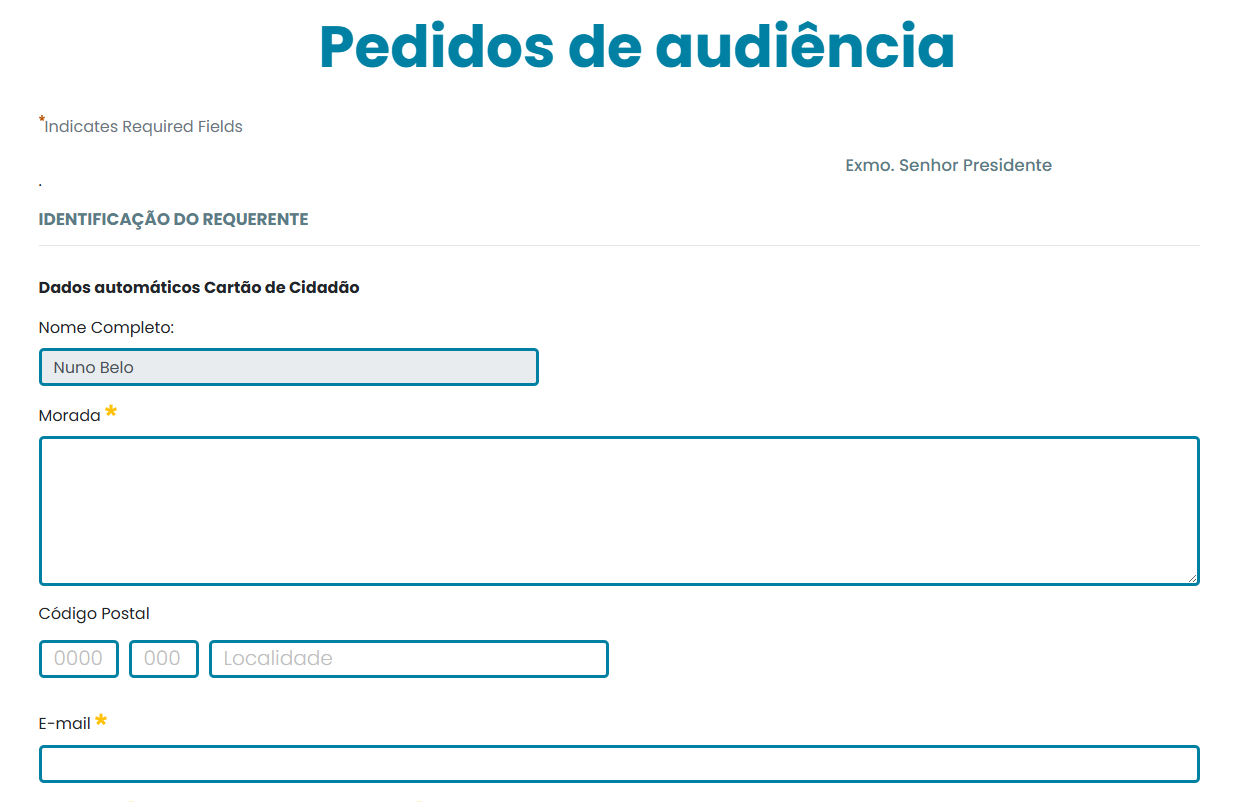 Pedidos de audiência
*Indicates Required Fields
Exmo. Senhor Presidente
.
IDENTIFICAÇÃO DO REQUERENTE
Dados automáticos Cartão de Cidadão
Nome Completo:
Nuno Belo
Morada *
Código Postal
0000 000 Localidade
E-mail *